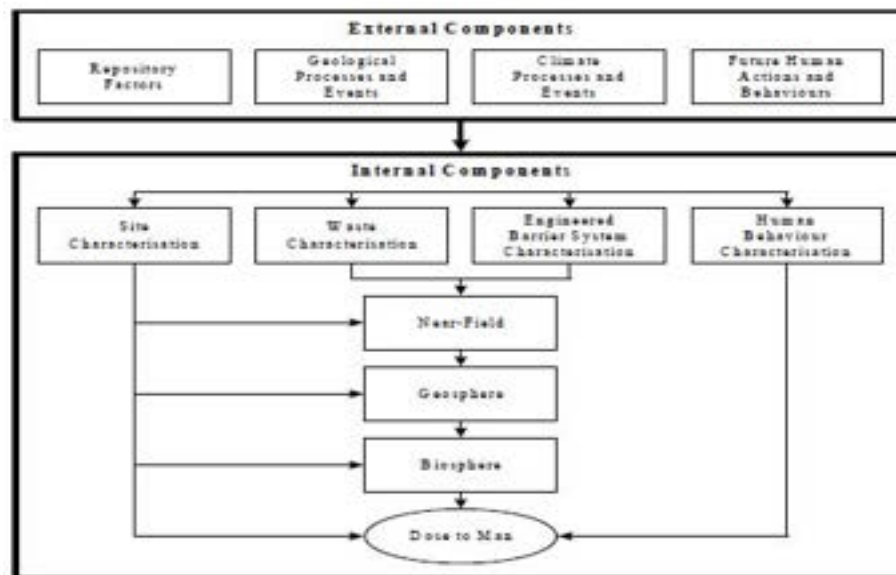 External Components
Repository
Factors
Geological
Processes and
Events
Climate
Processes and
Events
Future Human
Actions and
Behaviours
Internal Components
Site
Characterisation
Waste
Characterisation
Engineered
Barrier System
Characterisation
Human
Behaviour
Characterisation
Near-Field
Geosphere
Biosphere
Dose to Man